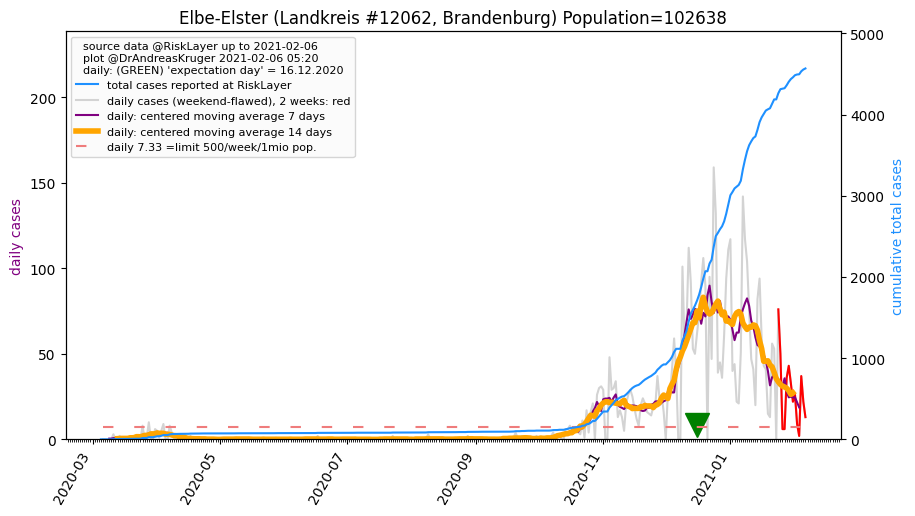 Elbe-Elster (Landkreis #12062, Brandenburg) Population=102638
source data @RiskLayer up to 2021-02-06
plot @DrAndreasKruger 2021-02-06 05:20
daily: (GREEN) 'expectation day' = 16.12.2020
total cases reported at RiskLayer
daily cases (weekend-flawed), 2 weeks: red
daily: centered moving average 7 days
daily: centered moving average 14 days
daily 7.33 =limit 500/week/1mio pop.
daily cases
0
50
100
150
200
cumulative total cases
0
1000
2000
3000
4000
5000
2020-03
2020-05
2020-07
2020-09
2020-11
2021-01